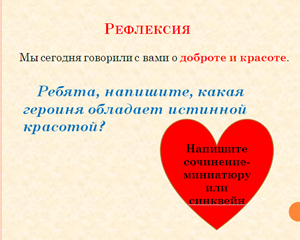 Рефлексия
Мы сегодня говорили с вами о доброте и красоте.
Ребята, напишите, какая
героиня обладает истинной
красотой?
Напишите
сочинение-
миниатюру
или
синквейн